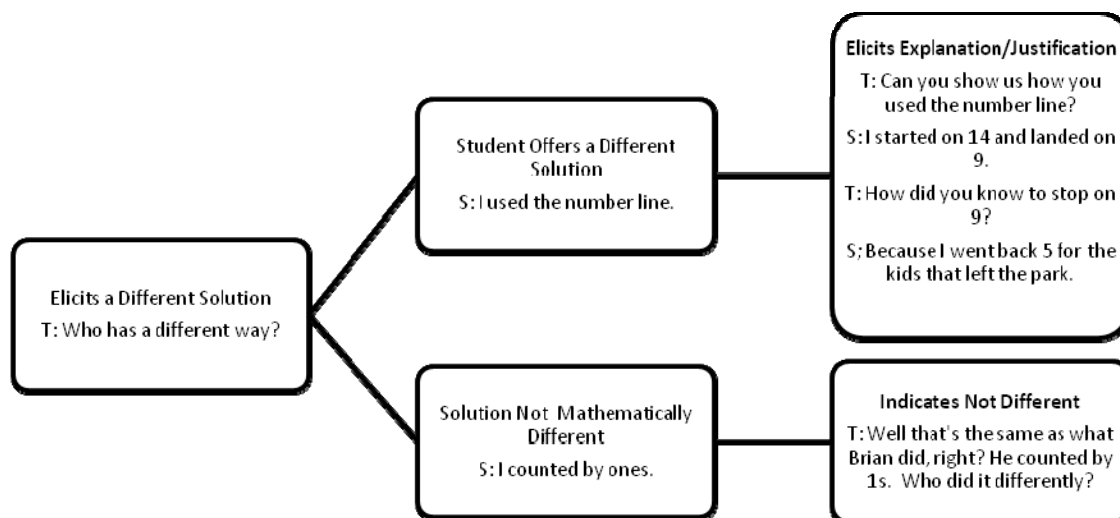 Elicits a Different Solution
T: Who has a different way?
Student Offers a Different
Solution
S: I used the number line.
Elicits Explanation/Justification
T: Can you show us how you
used the number line?
S: I started on 14 and landed on
9.
T: How did you know to stop on
9?
S; Because I went back 5 for the
kids that left the park.
Solution Not Mathematically
Different
S: I counted by ones.
Indicates Not Different
T: Well that's the same as what
Brian did, right? He counted by
1s. Who did it differently?